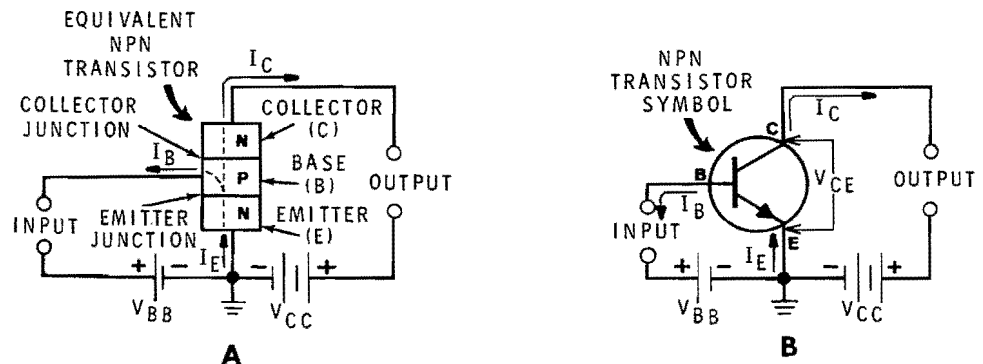 EQUIVALENT
NPN
TRANSISTOR
I_C
COLLECTOR
JUNCTION
N
COLLECTOR
(C)
I_B
P
BASE
(B)
OUTPUT
INPUT
EMITTER
JUNCTION
N
EMITTER
(E)
I_E
+ −
− +
V_BB
V_CC
A
NPN
TRANSISTOR
SYMBOL
C
I_C
B
V_CE
OUTPUT
I_B
INPUT
E
I_E
+ −
− +
V_BB
V_CC
B